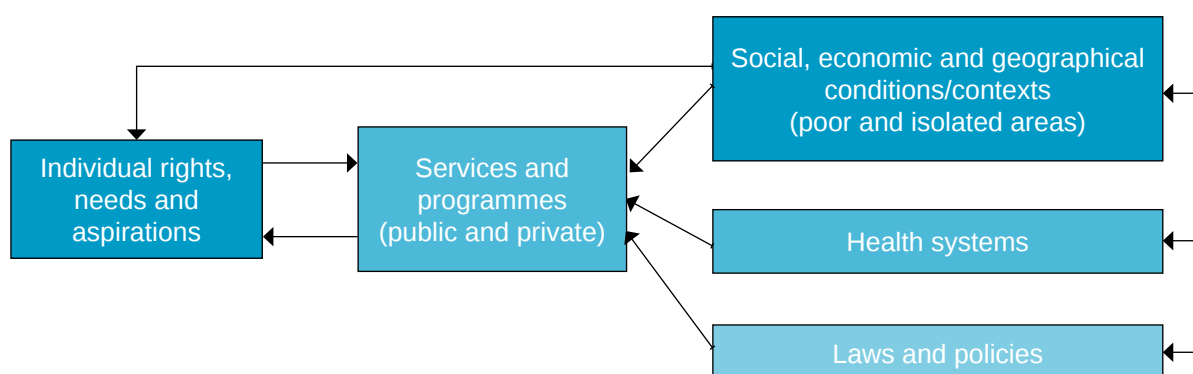 Social, economic and geographical
conditions/contexts
(poor and isolated areas)
Individual rights,
needs and
aspirations
Services and
programmes
(public and private)
Health systems
Laws and policies